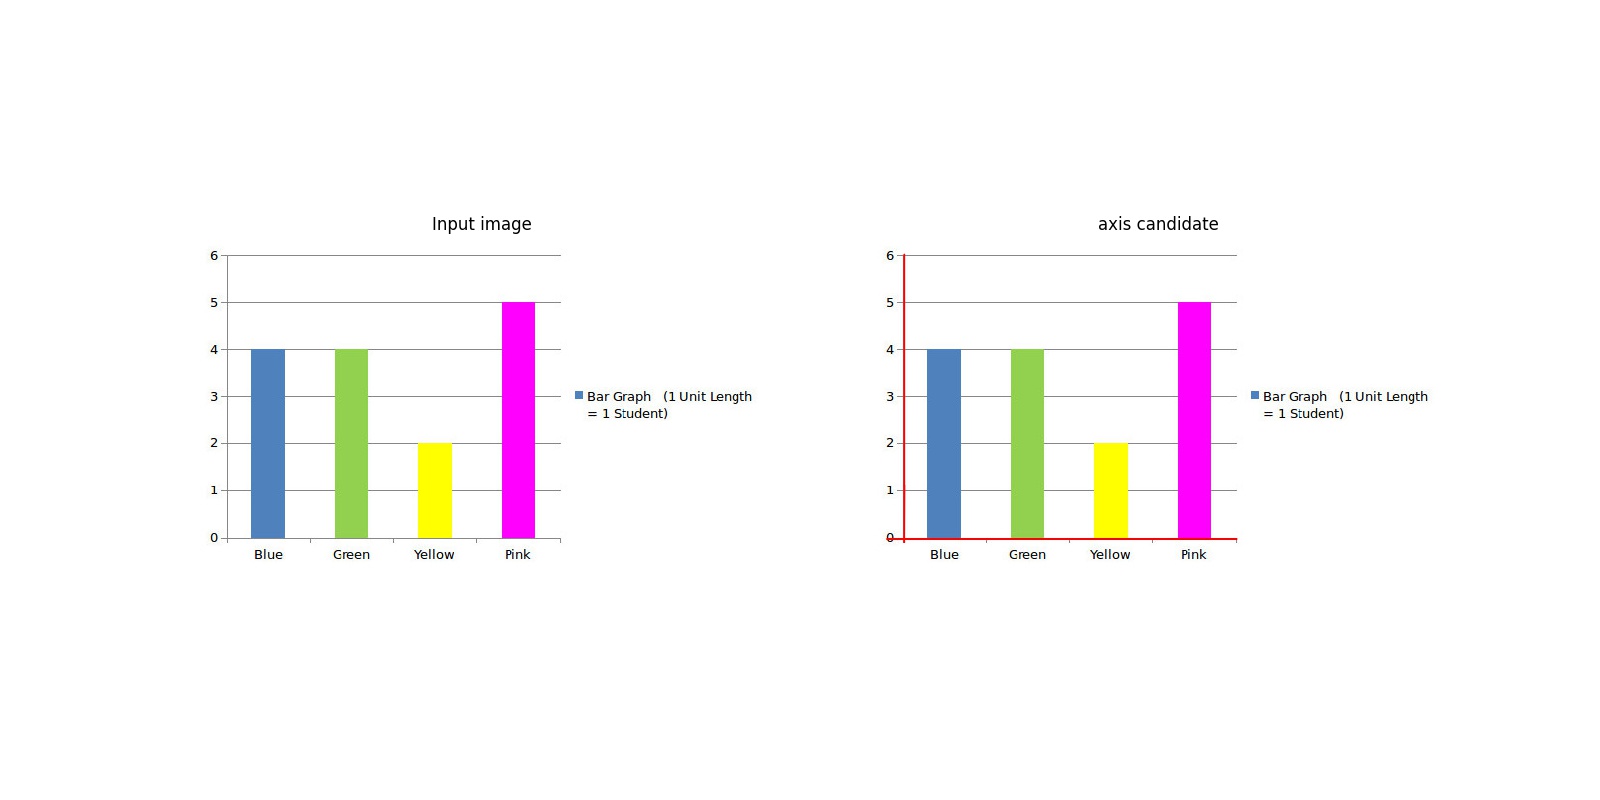 Input image
6
5
4
3
2
1
0
Blue Green Yellow Pink
Bar Graph (1 Unit Length
= 1 Student)
axis candidate
6
5
4
3
2
1
0
Blue Green Yellow Pink
Bar Graph (1 Unit Length
= 1 Student)